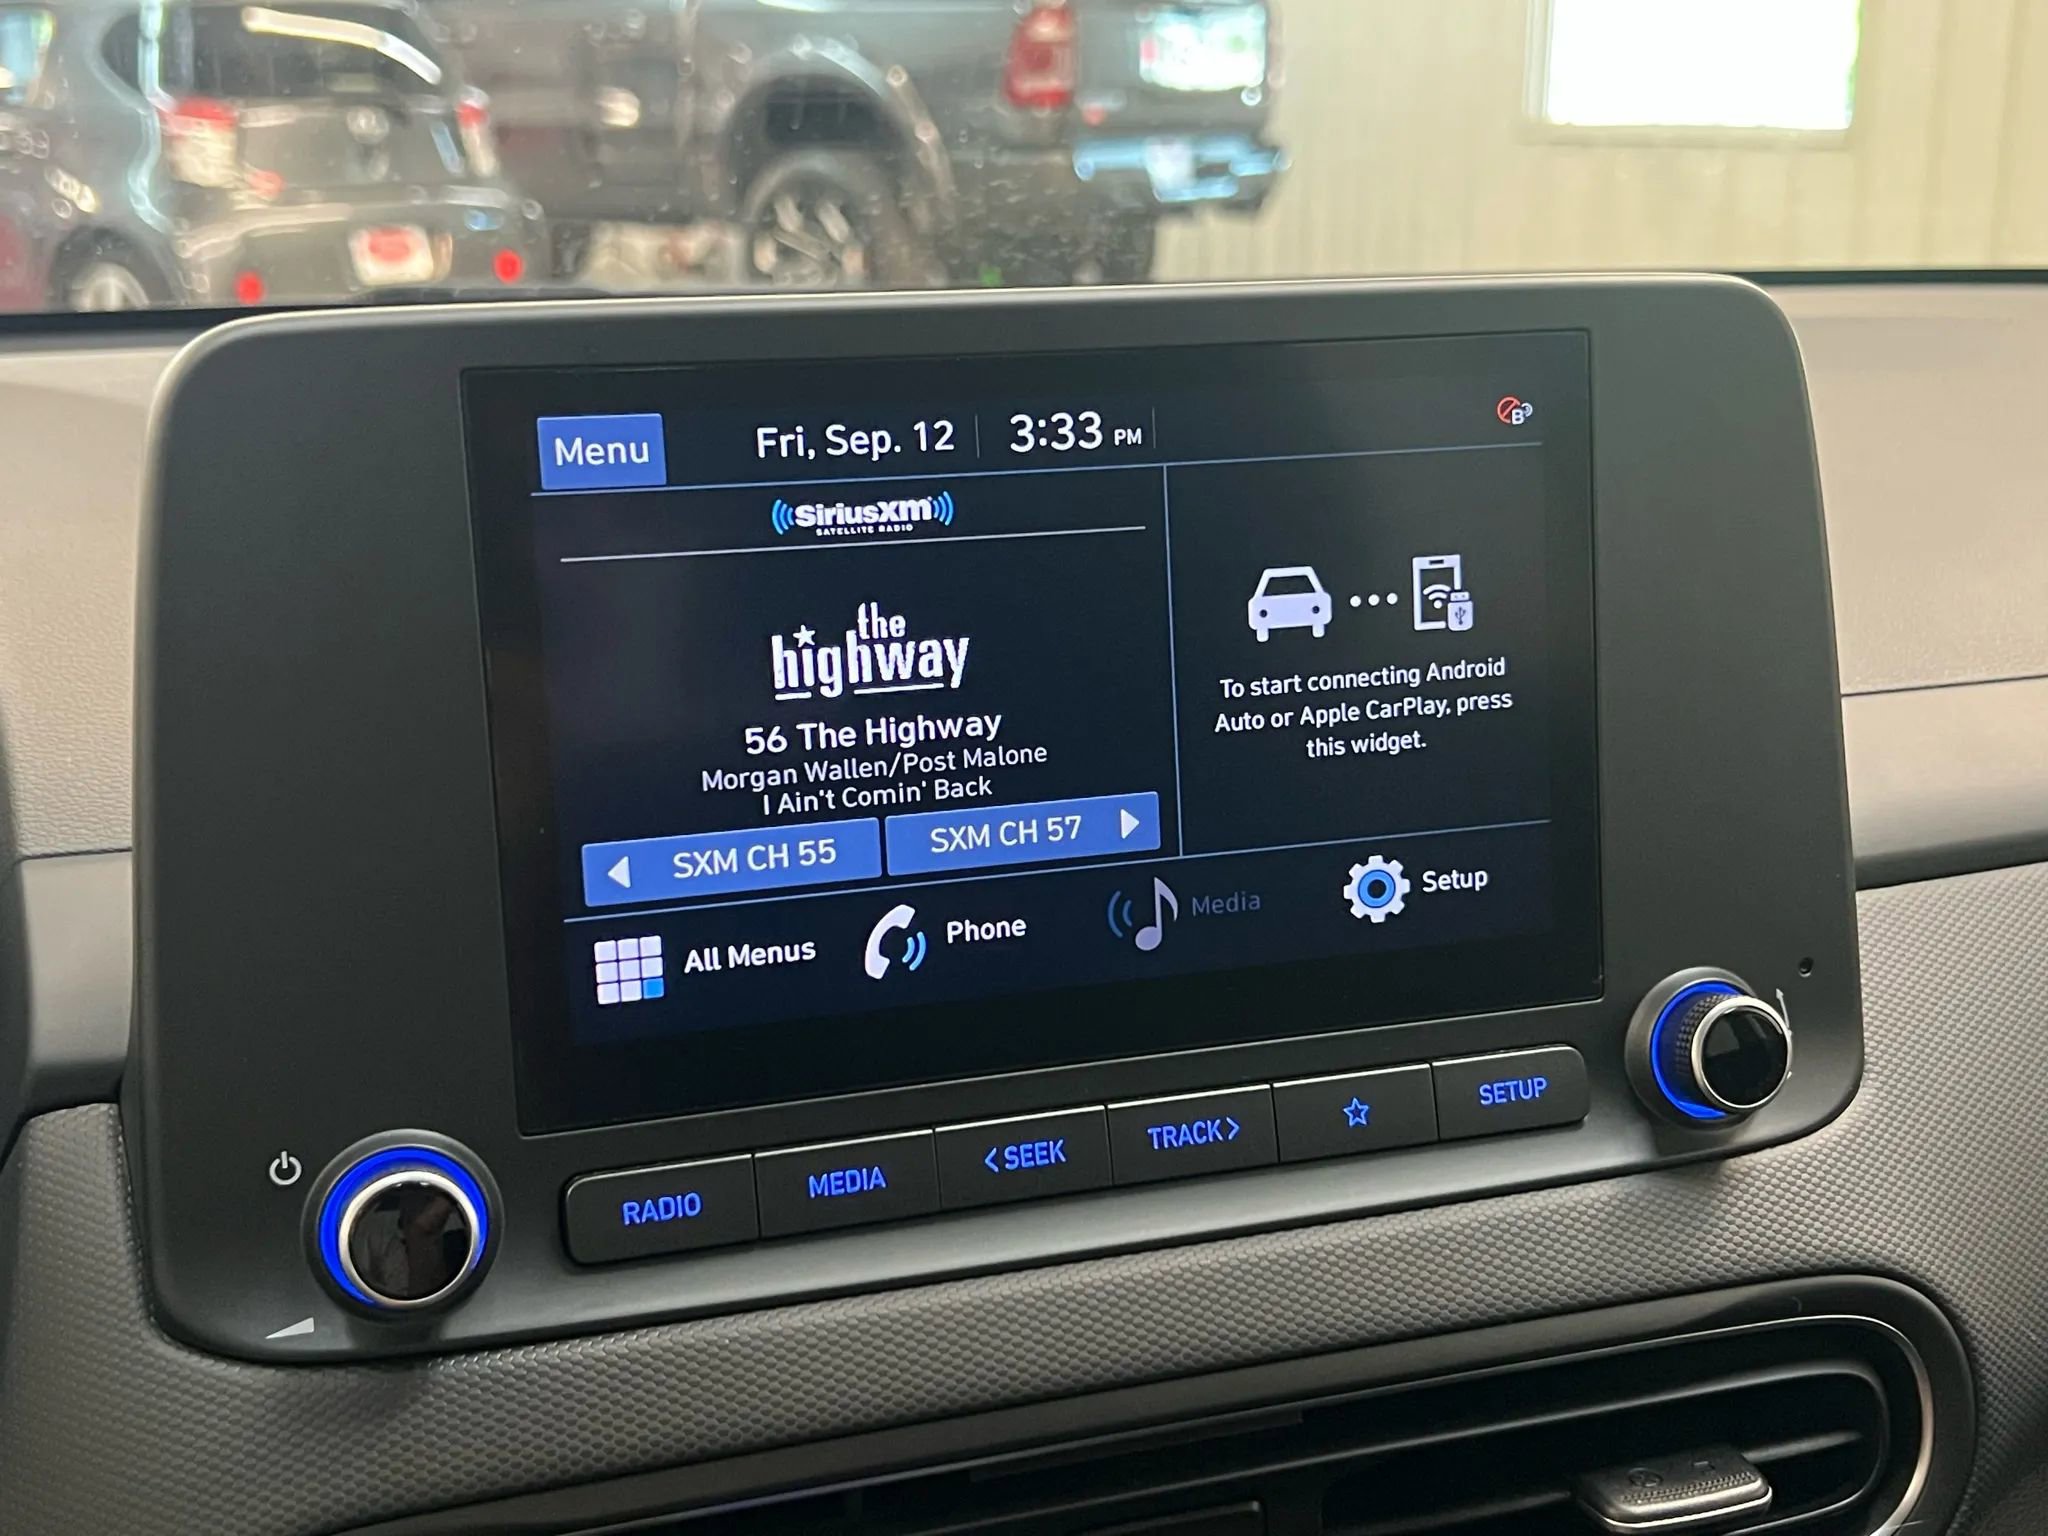 Menu
Fri, Sep. 12
3:33 PM
B
SiriusXM
SATELLITE RADIO
the
highway
56 The Highway
Morgan Wallen/Post Malone
I Ain't Comin' Back
SXM CH 55
SXM CH 57
To start connecting Android
Auto or Apple CarPlay, press
this widget.
All Menus
Phone
Media
Setup
RADIO
MEDIA
<SEEK
TRACK>
SETUP